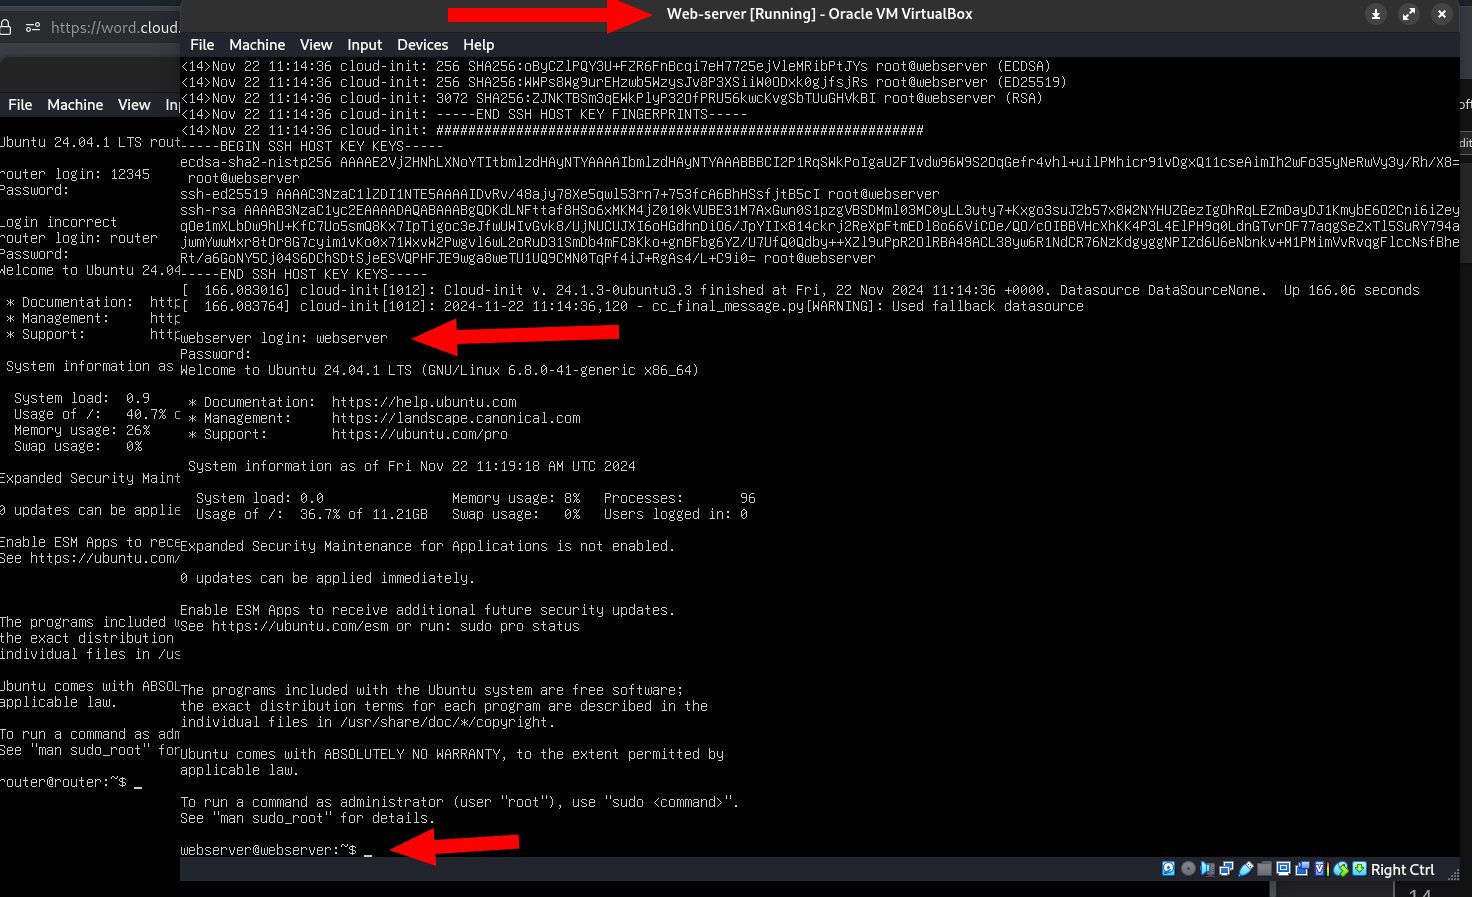 https://word.cloud.
File Machine View In
Ubuntu 24.04.1 LTS rout
router login: 12345
Password:
Login incorrect
router login: router
Password:
Welcome to Ubuntu 24.04
* Documentation: http
* Management: http
* Support: http
System information as
System load: 0.9
Usage of /: 40.7% o
Memory usage: 26%
Swap usage: 0%
Expanded Security Maint
0 updates can be applie
Enable ESM Apps to rece
See https://ubuntu.com/
The programs included w
the exact distribution
individual files in /us
Ubuntu comes with ABSOL
applicable law.
To run a command as adm
See "man sudo_root" for
router@router:~$ _
Web-server [Running] - Oracle VM VirtualBox
File Machine View Input Devices Help
<14>Nov 22 11:14:36 cloud-init: 256 SHA256:oByCZlPQY3U+FZR6FnBcqi7eH7725ejVleMRibPtJYs root@webserver (ECDSA)
<14>Nov 22 11:14:36 cloud-init: 256 SHA256:WWPs8Wg9urEHzwb5WzysJv8P3XSiiW0ODxk0gjfsjRs root@webserver (ED25519)
<14>Nov 22 11:14:36 cloud-init: 3072 SHA256:ZJNKTBSm3qEWkPlyP32OfPRU56kwcKvgSbTUuGHVkBI root@webserver (RSA)
<14>Nov 22 11:14:36 cloud-init: -----END SSH HOST KEY FINGERPRINTS-----
<14>Nov 22 11:14:36 cloud-init: #############################################################
-----BEGIN SSH HOST KEY KEYS-----
ecdsa-sha2-nistp256
root@webserver
ssh-ed25519 AAAAC3NzaC1lZDI1NTE5AAAAIDvRv/48ajy78Xe5qwl53rn7+753fcA6BhHSsfjtB5cI root@webserver
ssh-rsa
root@webserver
-----END SSH HOST KEY KEYS-----
[ 166.083016] cloud-init[1012]: Cloud-init v. 24.1.3-0ubuntu3.3 finished at Fri, 22 Nov 2024 11:14:36 +0000. Datasource DataSourceNone. Up 166.06 seconds
[ 166.083764] cloud-init[1012]: 2024-11-22 11:14:36,120 - cc_final_message.py[WARNING]: Used fallback datasource
webserver login: webserver
Password:
Welcome to Ubuntu 24.04.1 LTS (GNU/Linux 6.8.0-41-generic x86_64)
* Documentation: https://help.ubuntu.com
* Management: https://landscape.canonical.com
* Support: https://ubuntu.com/pro
System information as of Fri Nov 22 11:19:18 AM UTC 2024
System load: 0.0 Memory usage: 8% Processes: 96
Usage of /: 36.7% of 11.21GB Swap usage: 0% Users logged in: 0
Expanded Security Maintenance for Applications is not enabled.
0 updates can be applied immediately.
Enable ESM Apps to receive additional future security updates.
See https://ubuntu.com/esm or run: sudo pro status
The programs included with the Ubuntu system are free software;
the exact distribution terms for each program are described in the
individual files in /usr/share/doc/*/copyright.
Ubuntu comes with ABSOLUTELY NO WARRANTY, to the extent permitted by
applicable law.
To run a command as administrator (user "root"), use "sudo <command>".
See "man sudo_root" for details.
webserver@webserver:~$ _
Right Ctrl